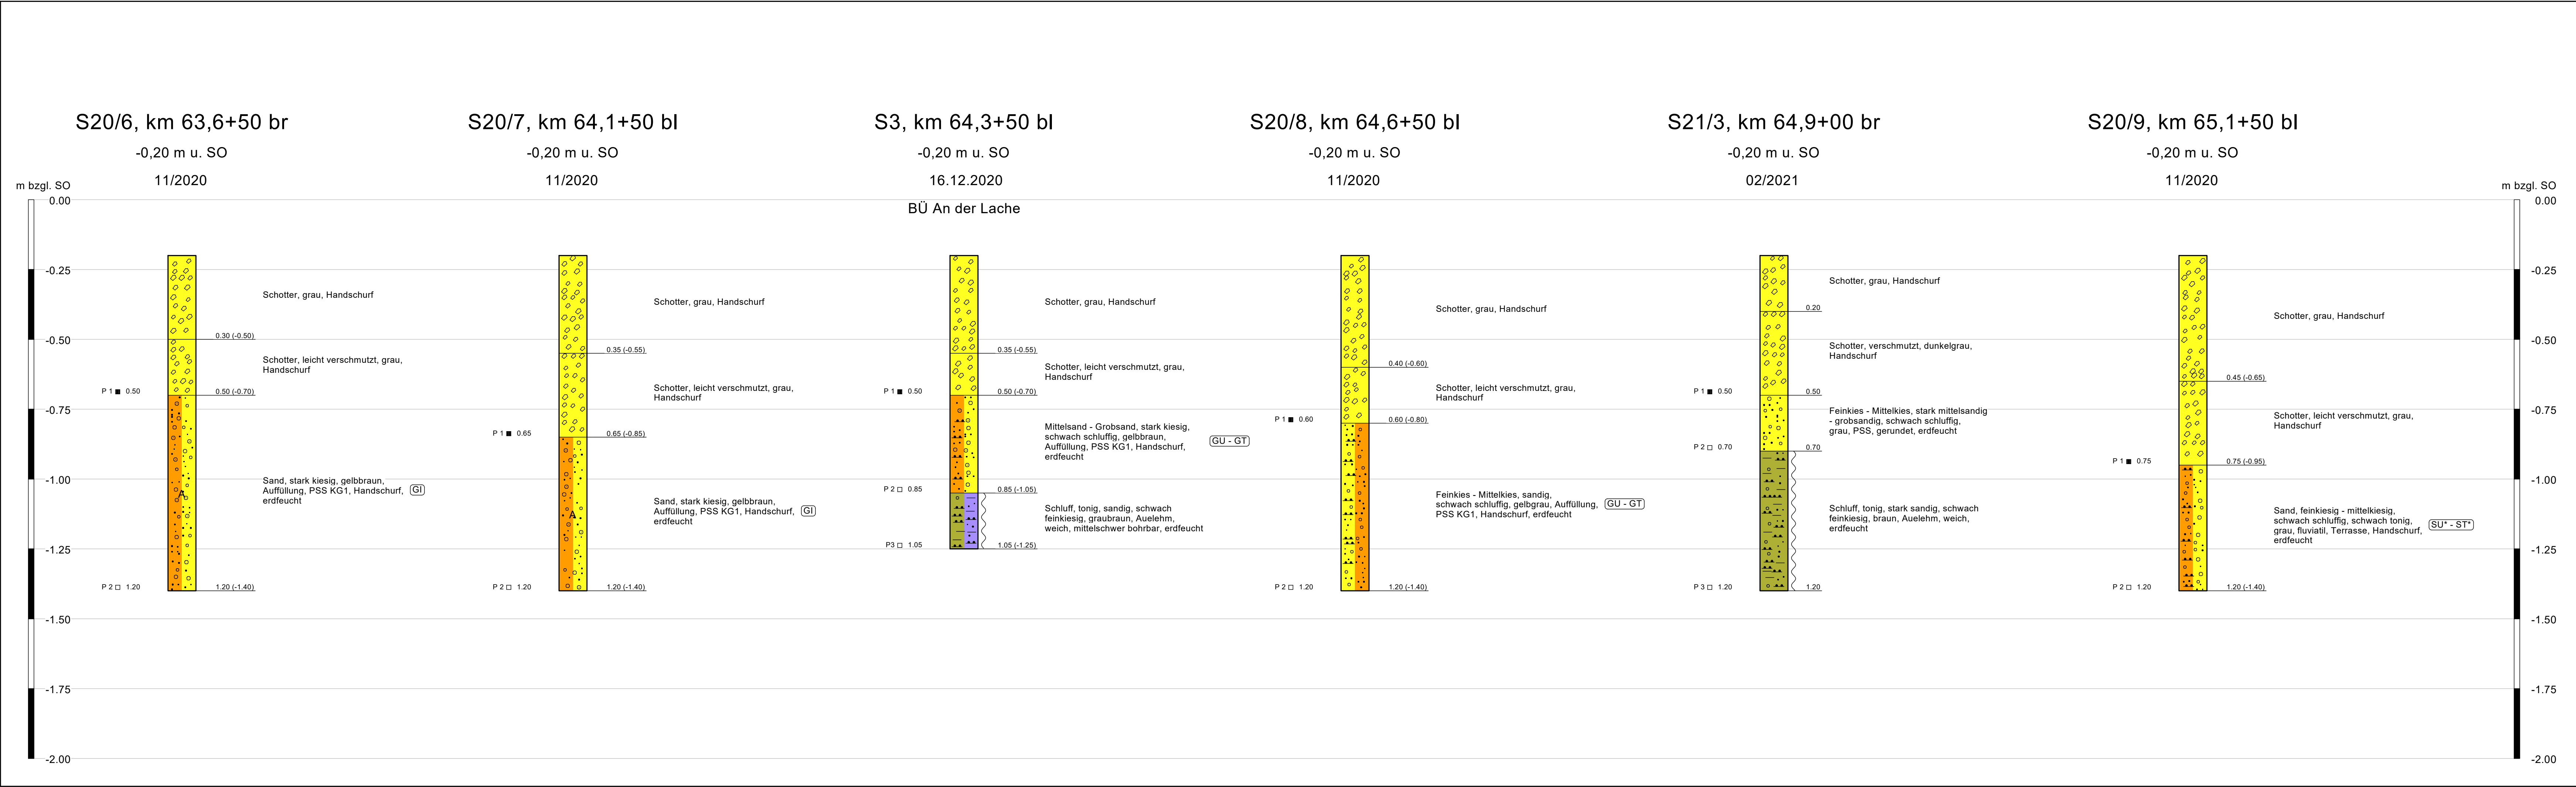 S20/6, km 63,6+50 br
-0,20 m u. SO
11/2020
S20/7, km 64,1+50 bl
-0,20 m u. SO
11/2020
S3, km 64,3+50 bl
-0,20 m u. SO
16.12.2020
BÜ An der Lache
S20/8, km 64,6+50 bl
-0,20 m u. SO
11/2020
S21/3, km 64,9+00 br
-0,20 m u. SO
02/2021
S20/9, km 65,1+50 bl
-0,20 m u. SO
11/2020
m bzgl. SO
0.00
-0.25
-0.50
-0.75
-1.00
-1.25
-1.50
-1.75
-2.00
P 1 0.50
P 2 1.20
A
0.30 (-0.50)
0.50 (-0.70)
1.20 (-1.40)
Schotter, grau, Handschurf
Schotter, leicht verschmutzt, grau,
Handschurf
Sand, stark kiesig, gelbbraun,
Auffüllung, PSS KG1, Handschurf,
erdfeucht
GI
P 1 0.65
P 2 1.20
A
0.35 (-0.55)
0.65 (-0.85)
1.20 (-1.40)
Schotter, grau, Handschurf
Schotter, leicht verschmutzt, grau,
Handschurf
Sand, stark kiesig, gelbbraun,
Auffüllung, PSS KG1, Handschurf,
erdfeucht
GI
P 1 0.50
P 2 0.85
P3 1.05
0.35 (-0.55)
0.50 (-0.70)
0.85 (-1.05)
1.05 (-1.25)
Schotter, grau, Handschurf
Schotter, leicht verschmutzt, grau,
Handschurf
Mittelsand - Grobsand, stark kiesig,
schwach schluffig, gelbbraun,
Auffüllung, PSS KG1, Handschurf,
erdfeucht
GU - GT
Schluff, tonig, sandig, schwach
feinkiesig, graubraun, Auelehm,
weich, mittelschwer bohrbar, erdfeucht
P 1 0.60
P 2 1.20
0.40 (-0.60)
0.60 (-0.80)
1.20 (-1.40)
Schotter, grau, Handschurf
Schotter, leicht verschmutzt, grau,
Handschurf
Feinkies - Mittelkies, sandig,
schwach schluffig, gelbgrau, Auffüllung,
PSS KG1, Handschurf, erdfeucht
GU - GT
P 1 0.50
P 2 0.70
P 3 1.20
0.20
0.50
0.70
1.20
Schotter, grau, Handschurf
Schotter, verschmutzt, dunkelgrau,
Handschurf
Feinkies - Mittelkies, stark mittelsandig
- grobsandig, schwach schluffig,
grau, PSS, gerundet, erdfeucht
Schluff, tonig, stark sandig, schwach
feinkiesig, braun, Auelehm, weich,
erdfeucht
P 1 0.75
P 2 1.20
0.45 (-0.65)
0.75 (-0.95)
1.20 (-1.40)
Schotter, grau, Handschurf
Schotter, leicht verschmutzt, grau,
Handschurf
Sand, feinkiesig - mittelkiesig,
schwach schluffig, schwach tonig,
grau, fluviatil, Terrasse, Handschurf,
erdfeucht
SU* - ST*
m bzgl. SO
0.00
-0.25
-0.50
-0.75
-1.00
-1.25
-1.50
-1.75
-2.00